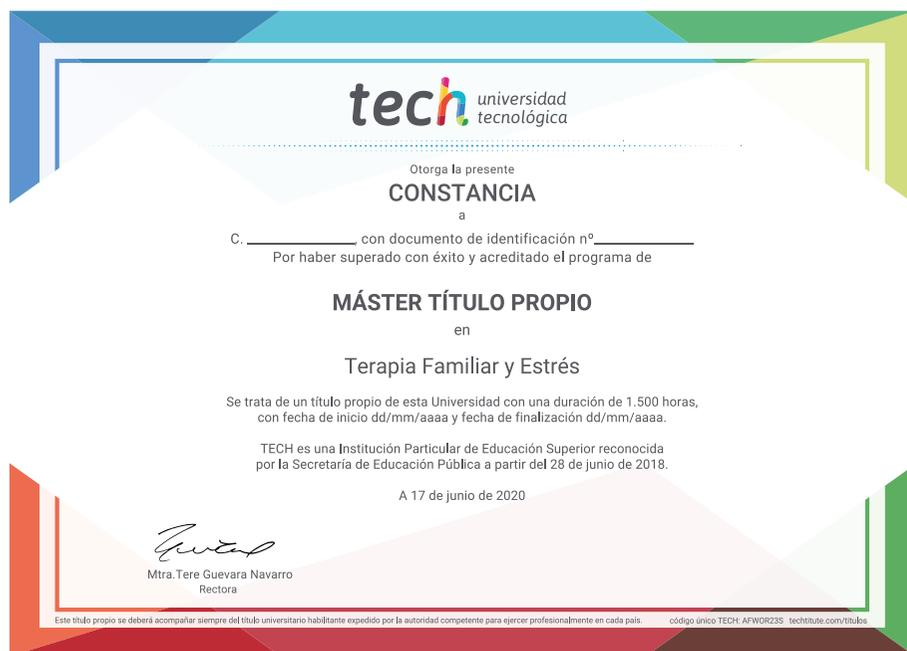 tech universidad
tecnológica
Otorga la presente
CONSTANCIA
a
C. ______________, con documento de identificación nº______________
Por haber superado con éxito y acreditado el programa de
MÁSTER TÍTULO PROPIO
en
Terapia Familiar y Estrés
Se trata de un título propio de esta Universidad con una duración de 1.500 horas,
con fecha de inicio dd/mm/aaaa y fecha de finalización dd/mm/aaaa.
TECH es una Institución Particular de Educación Superior reconocida
por la Secretaría de Educación Pública a partir del 28 de junio de 2018.
A 17 de junio de 2020
Mtra.Tere Guevara Navarro
Rectora
Este título propio se deberá acompañar siempre del título universitario habilitante expedido por la autoridad competente para ejercer profesionalmente en cada país. código único TECH: AFWOR23S techtitute.com/titulos